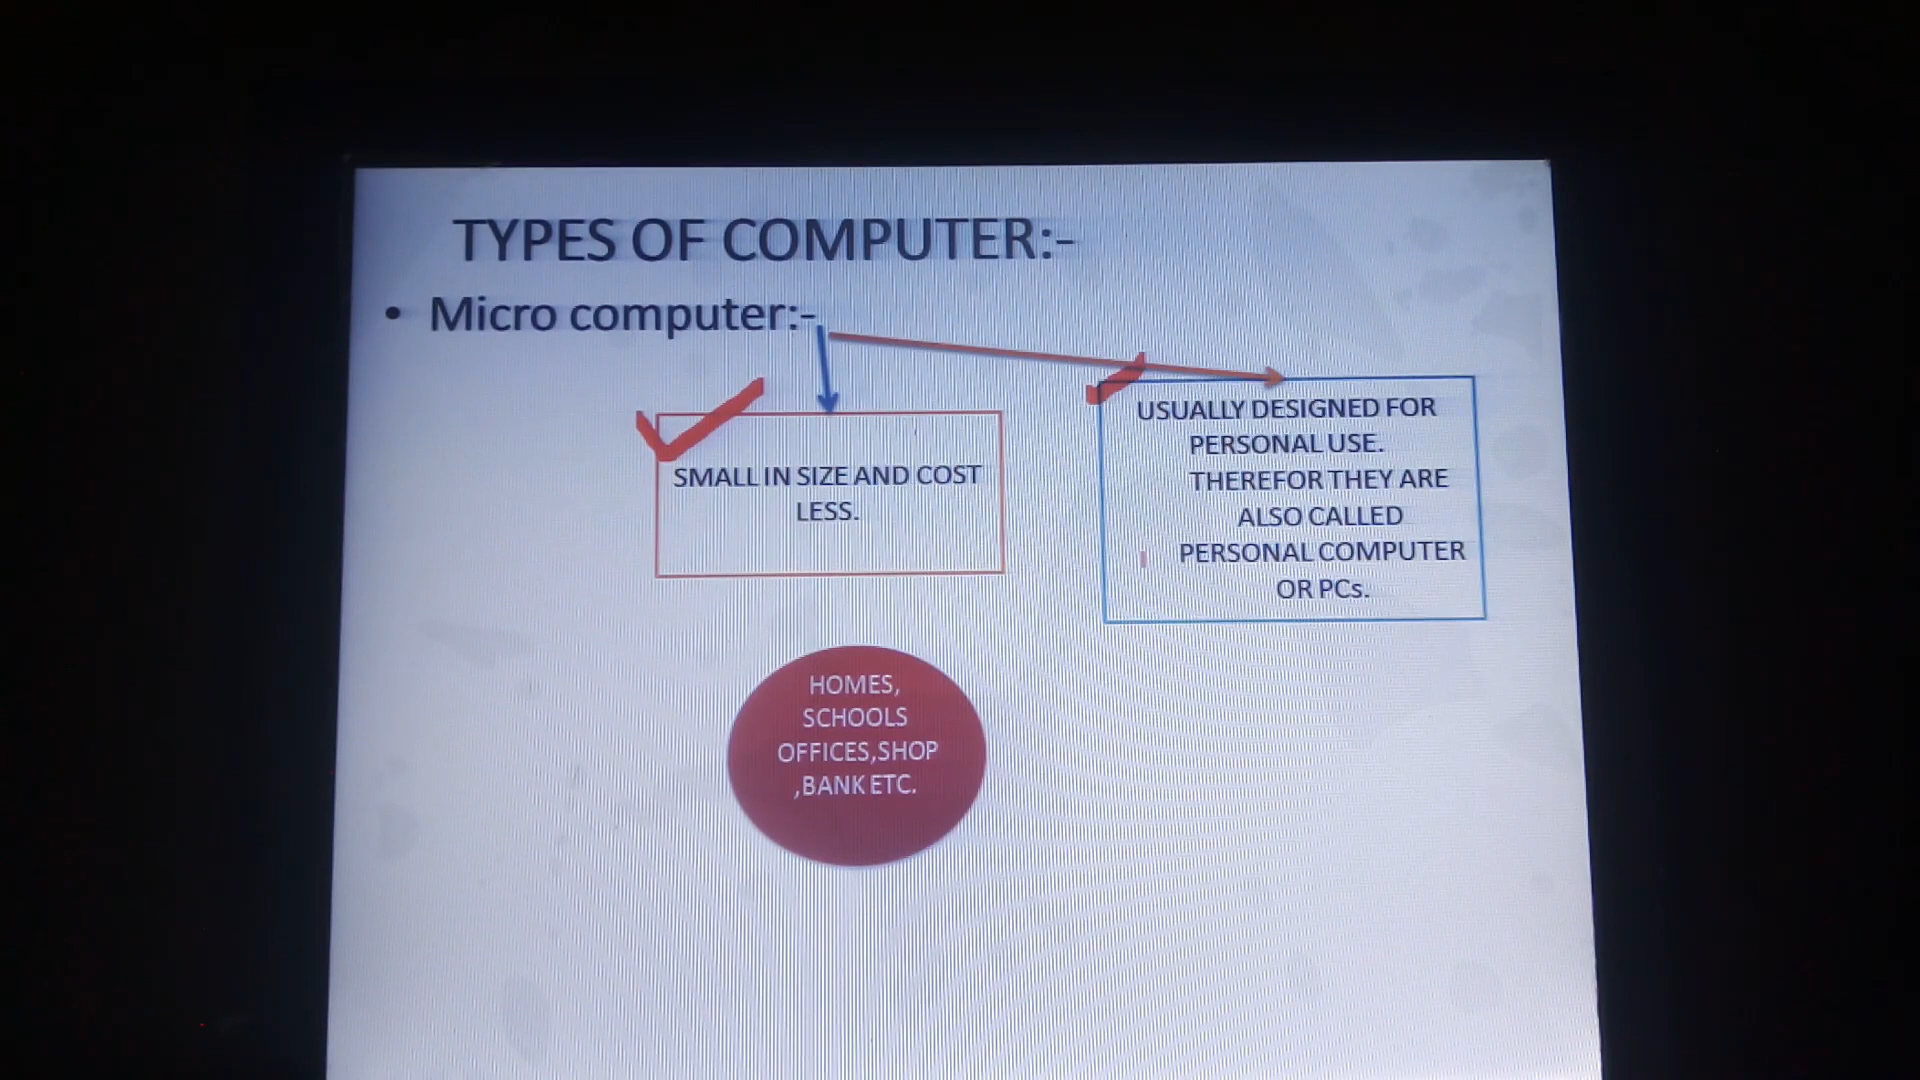 TYPES OF COMPUTER:-
• Micro computer:-
SMALL IN SIZE AND COST
LESS.
USUALLY DESIGNED FOR
PERSONAL USE.
THEREFOR THEY ARE
ALSO CALLED
PERSONAL COMPUTER
OR PCs.
HOMES,
SCHOOLS
OFFICES,SHOP
,BANK ETC.